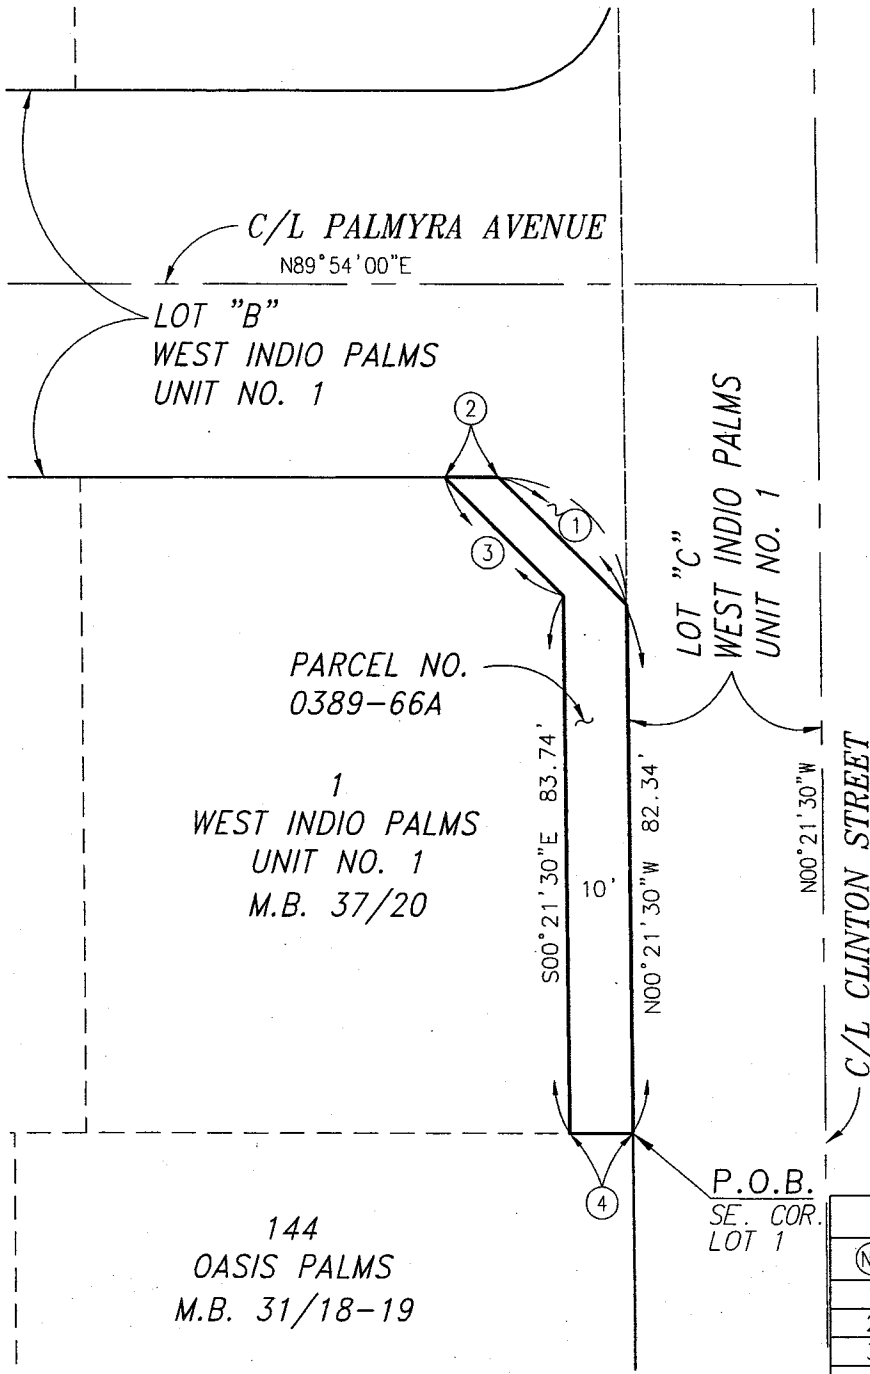 C/L PALMYRA AVENUE
N89°54'00"E
LOT "B"
WEST INDIO PALMS
UNIT NO. 1
2
1
3
LOT "C"
WEST INDIO PALMS
UNIT NO. 1
PARCEL NO.
0389-66A
1
WEST INDIO PALMS
UNIT NO. 1
M.B. 37/20
S00°21'30"E 83.74'
10'
N00°21'30"W 82.34'
N00°21'30"W
C/L CLINTON STREET
4
P.O.B.
SE. COR.
LOT 1
144
OASIS PALMS
M.B. 31/18-19